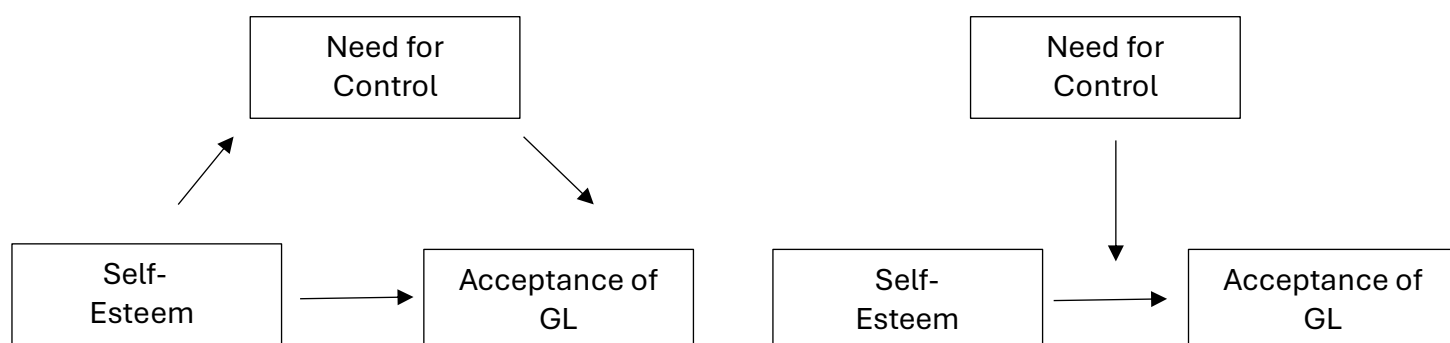 Need for
Control
Need for
Control
Self-
Esteem
Acceptance of
GL
Self-
Esteem
Acceptance of
GL